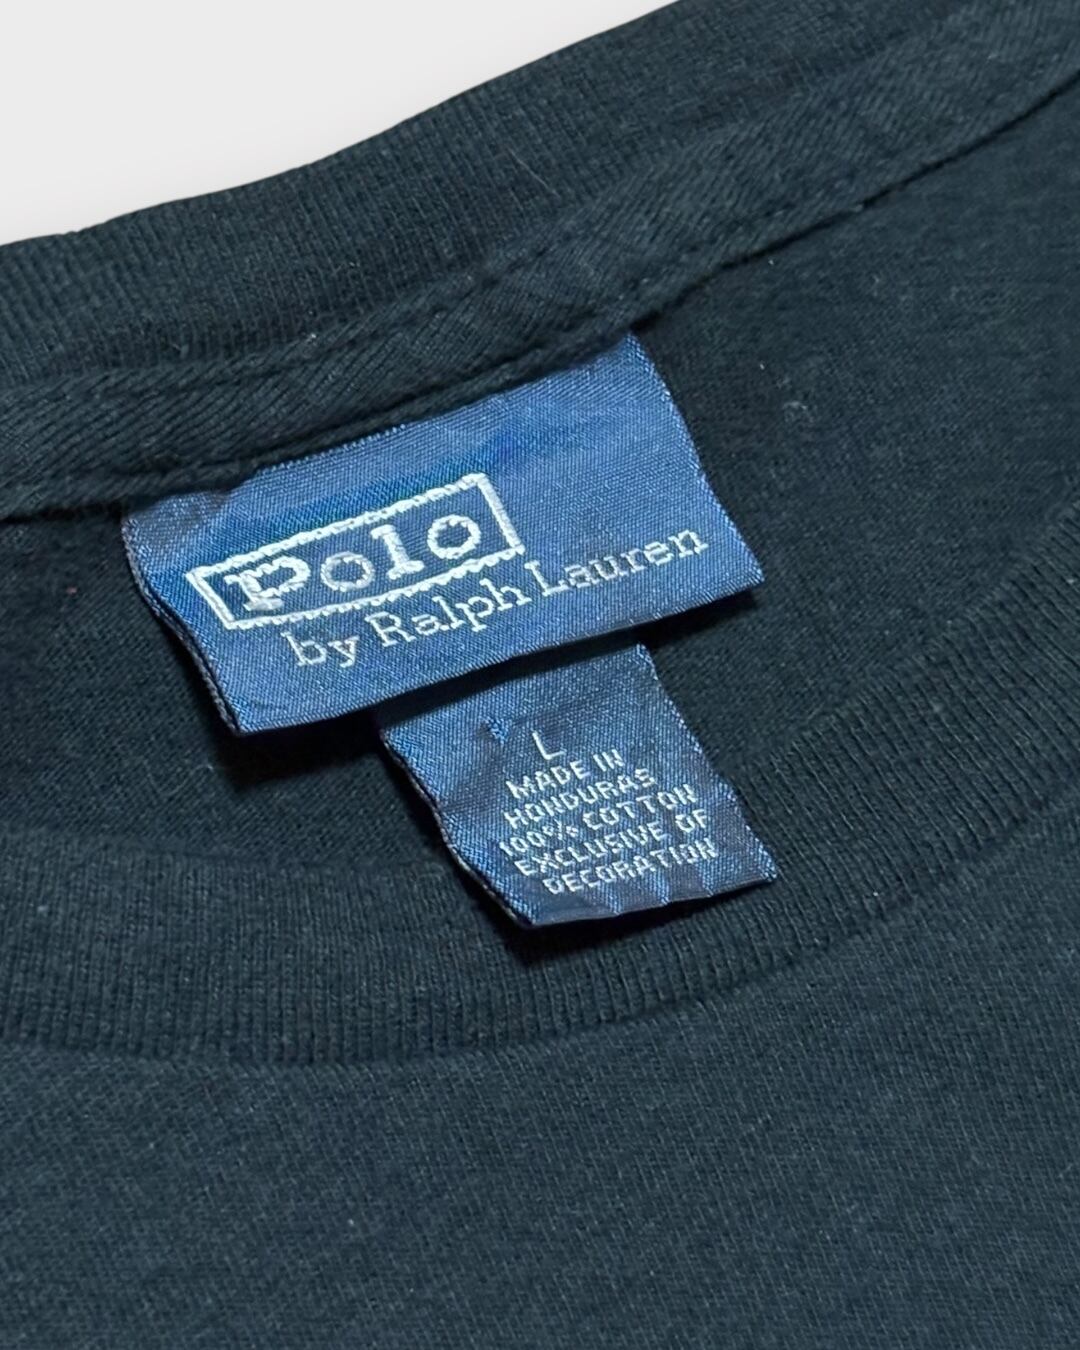 Polo
by Ralph Lauren
L
MADE IN
HONDURAS
100% COTTON
EXCLUSIVE OF
DECORATION